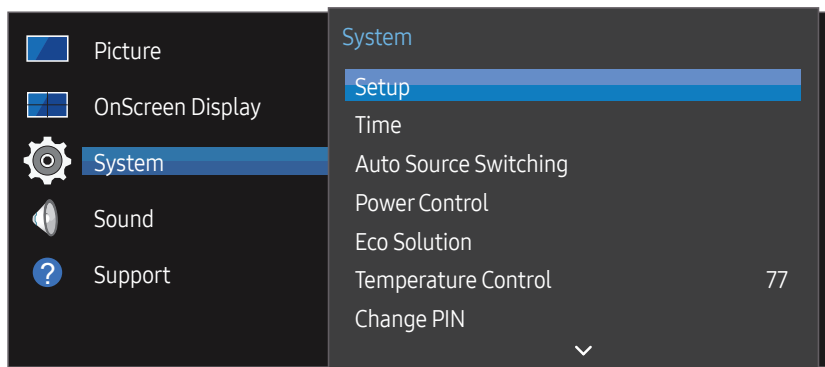 Picture
OnScreen Display
System
Sound
?
Support
System
Setup
Time
Auto Source Switching
Power Control
Eco Solution
Temperature Control 77
Change PIN